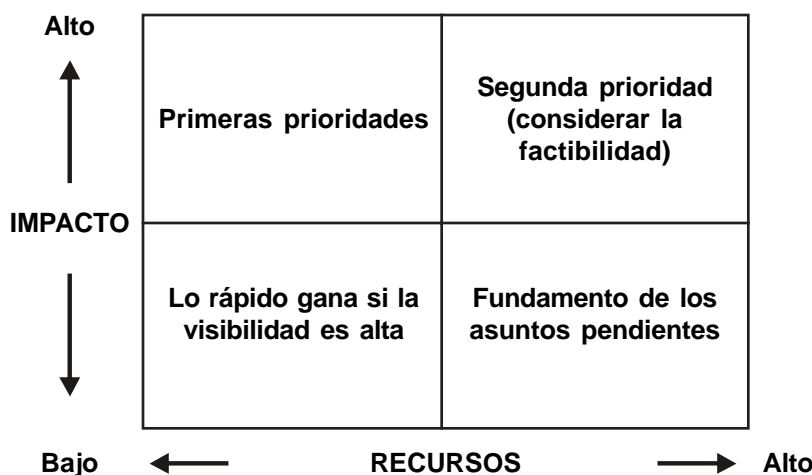 Alto
Primeras prioridades
Segunda prioridad
(considerar la
factibilidad)
IMPACTO
Lo rápido gana si la
visibilidad es alta
Fundamento de los
asuntos pendientes
Bajo
RECURSOS
Alto